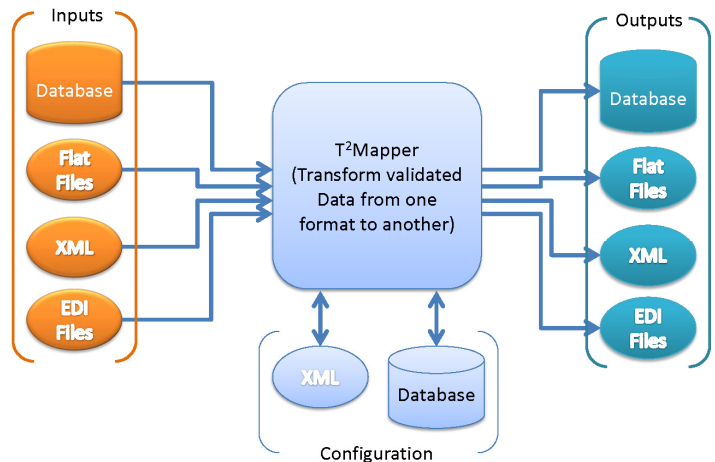 Inputs
Outputs
Database
Flat
Files
XML
EDI
Files
T²Mapper
(Transform validated
Data from one
format to another)
Database
Flat
Files
XML
EDI
Files
XML
Database
Configuration